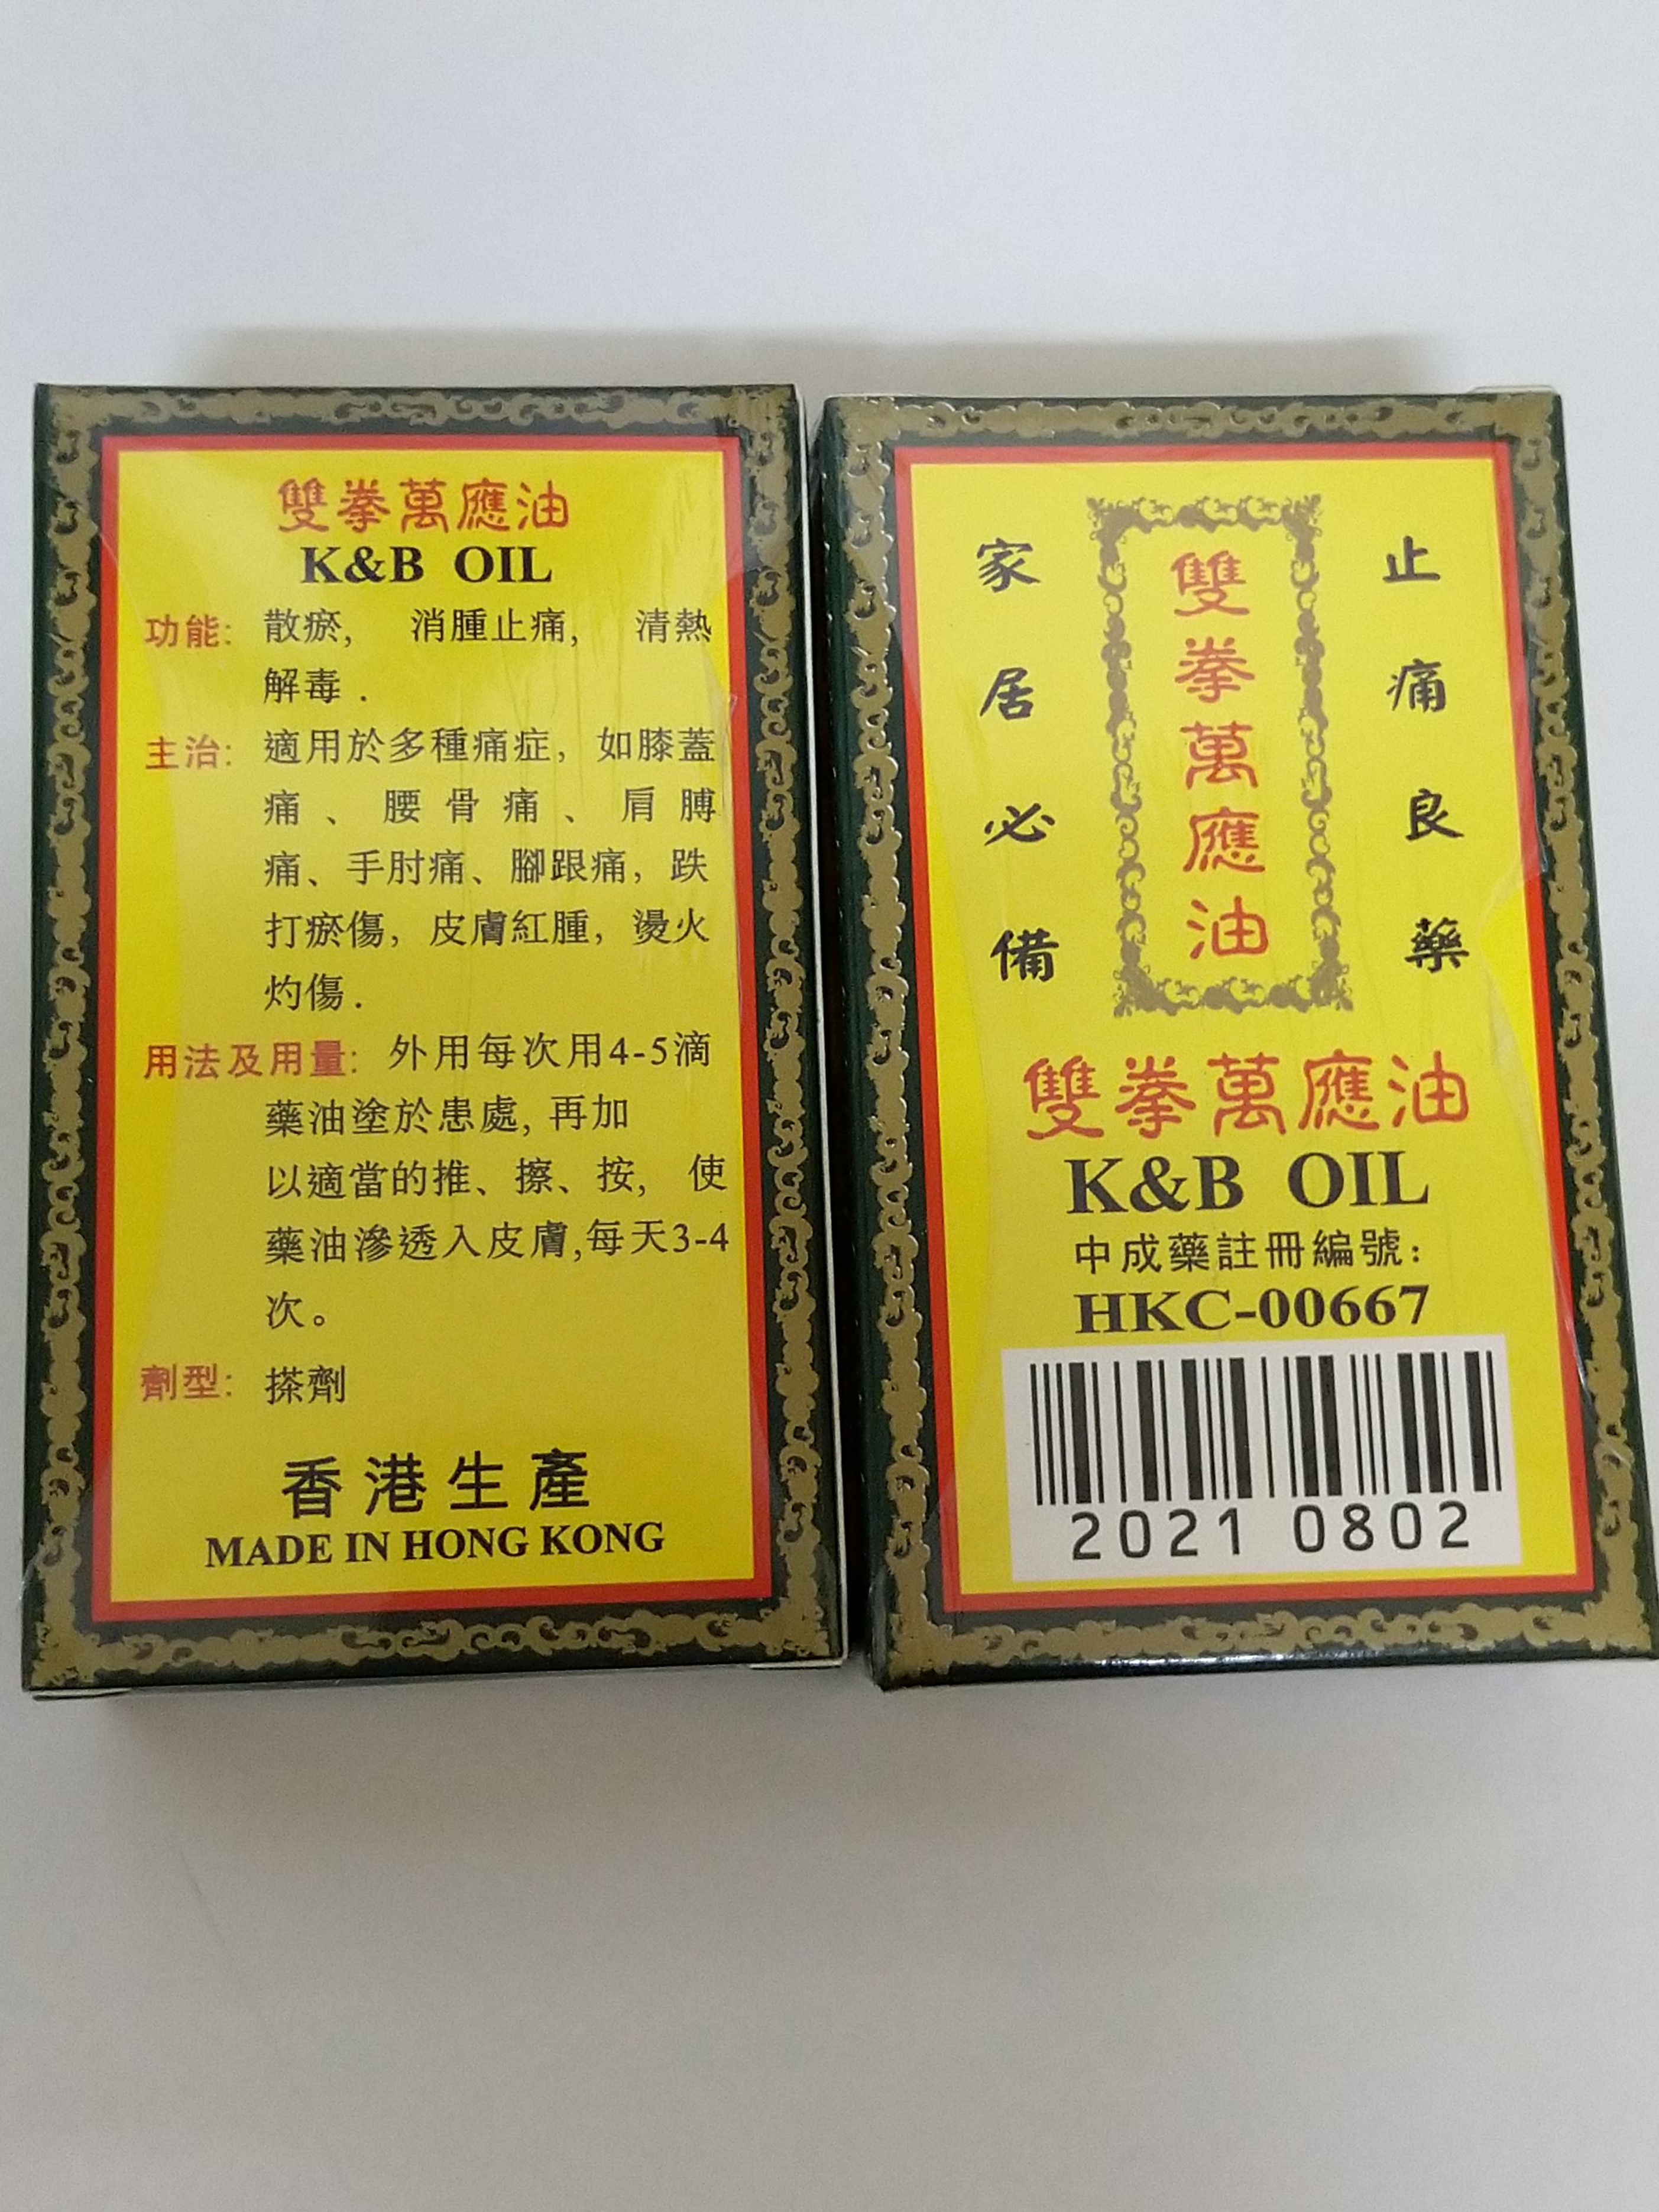 雙拳萬應油
K&B OIL
功能: 散瘀, 消腫止痛, 清熱
解毒.
主治: 適用於多種痛症, 如膝蓋
痛、腰骨痛、肩膊
痛、手肘痛、腳跟痛, 跌
打瘀傷, 皮膚紅腫, 燙火
灼傷.
用法及用量: 外用每次用4-5滴
藥油塗於患處, 再加
以適當的推、擦、按, 使
藥油滲透入皮膚,每天3-4
次。
劑型: 搽劑
香港生產
MADE IN HONG KONG
止痛良藥
雙拳萬應油
家居必備
雙拳萬應油
K&B OIL
中成藥註冊編號:
HKC-00667
2021 0802